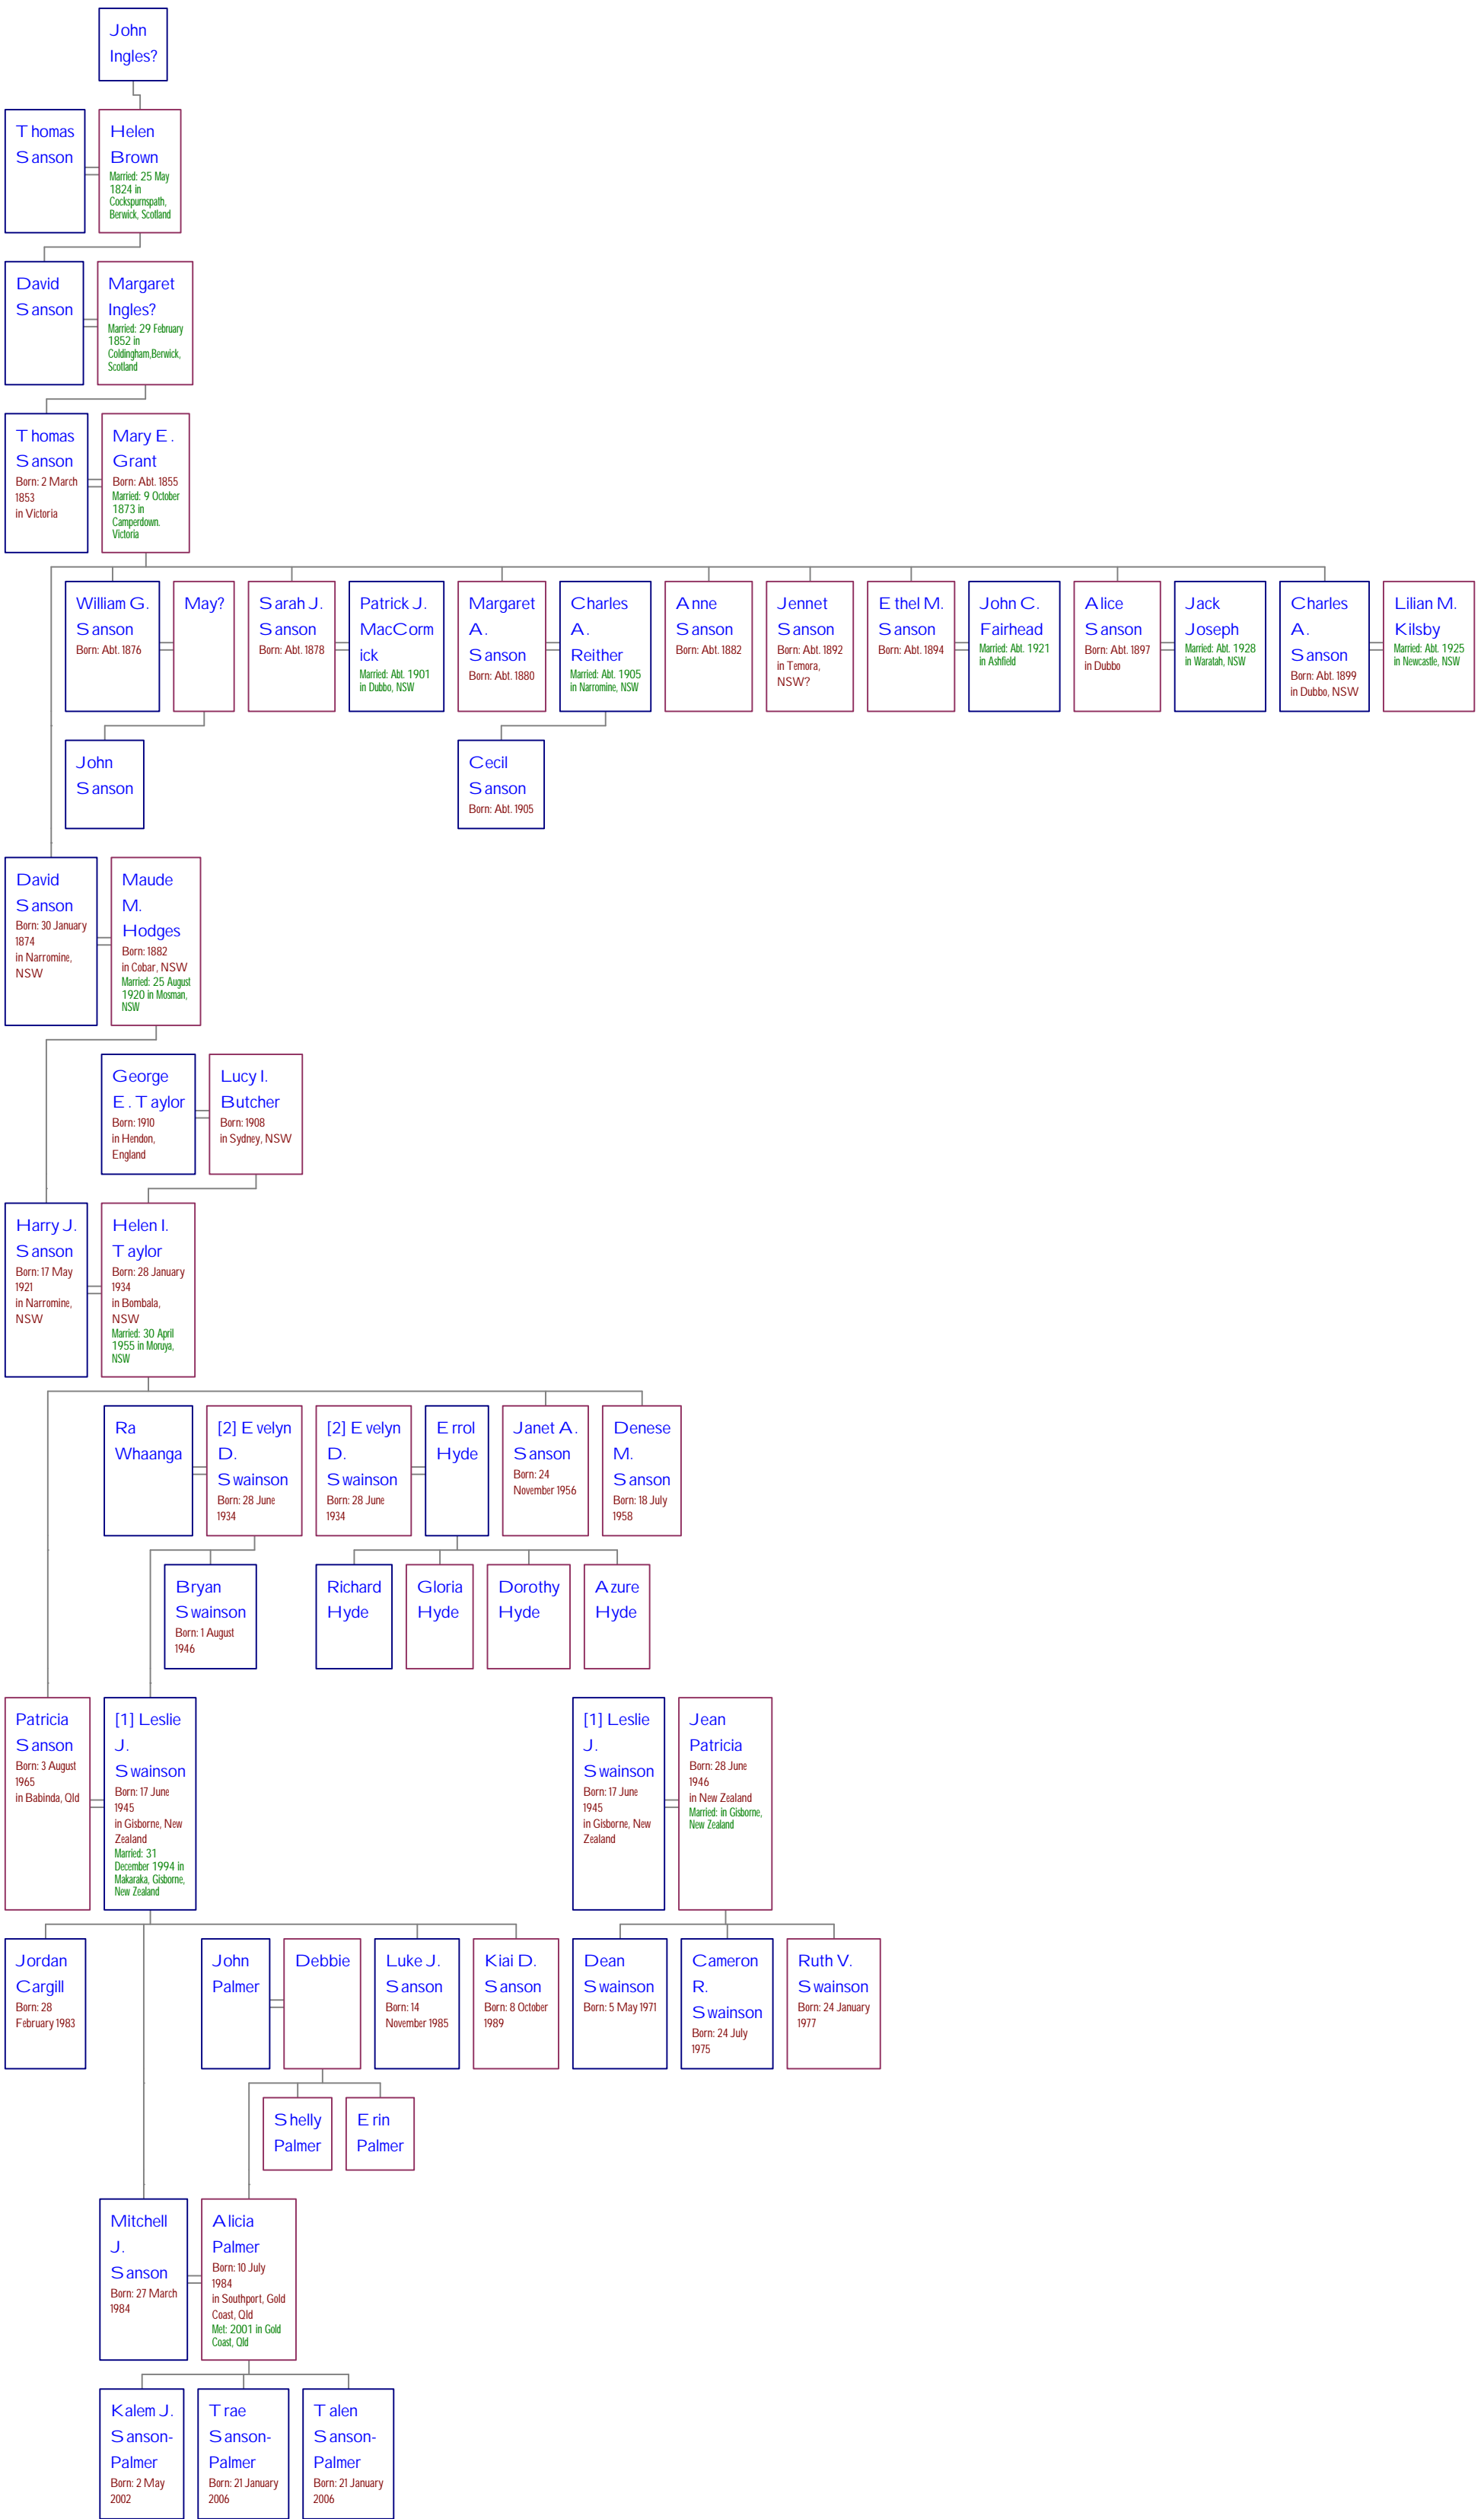 John
Ingles?
Thomas
Sanson
Helen
Brown
Married: 25 May
1824 in
Cockspurnspath,
Berwick, Scotland
David
Sanson
Margaret
Ingles?
Married: 29 February
1852 in
Coldingham,Berwick,
Scotland
Thomas
Sanson
Born: 2 March
1853
in Victoria
Mary E.
Grant
Born: Abt. 1855
Married: 9 October
1873 in
Camperdown.
Victoria
William G.
Sanson
Born: Abt. 1876
May?
Sarah J.
Sanson
Born: Abt. 1878
Patrick J.
MacCorm
ick
Married: Abt. 1901
in Dubbo, NSW
Margaret
A.
Sanson
Born: Abt. 1880
Charles
A.
Reither
Married: Abt. 1905
in Narromine, NSW
Anne
Sanson
Born: Abt. 1882
Jennet
Sanson
Born: Abt. 1892
in Temora,
NSW?
Ethel M.
Sanson
Born: Abt. 1894
John C.
Fairhead
Married: Abt. 1921
in Ashfield
Alice
Sanson
Born: Abt. 1897
in Dubbo
Jack
Joseph
Married: Abt. 1928
in Waratah, NSW
Charles
A.
Sanson
Born: Abt. 1899
in Dubbo, NSW
Lilian M.
Kilsby
Married: Abt. 1925
in Newcastle, NSW
John
Sanson
Cecil
Sanson
Born: Abt. 1905
David
Sanson
Born: 30 January
1874
in Narromine,
NSW
Maude
M.
Hodges
Born: 1882
in Cobar, NSW
Married: 25 August
1920 in Mosman,
NSW
George
E. Taylor
Born: 1910
in Hendon,
England
Lucy I.
Butcher
Born: 1908
in Sydney, NSW
Harry J.
Sanson
Born: 17 May
1921
in Narromine,
NSW
Helen I.
Taylor
Born: 28 January
1934
in Bombala,
NSW
Married: 30 April
1955 in Moruya,
NSW
Ra
Whaanga
[2] Evelyn
D.
Swainson
Born: 28 June
1934
[2] Evelyn
D.
Swainson
Born: 28 June
1934
Errol
Hyde
Janet A.
Sanson
Born: 24
November 1956
Denese
M.
Sanson
Born: 18 July
1958
Bryan
Swainson
Born: 1 August
1946
Richard
Hyde
Gloria
Hyde
Dorothy
Hyde
Azure
Hyde
Patricia
Sanson
Born: 3 August
1965
in Babinda, Qld
[1] Leslie
J.
Swainson
Born: 17 June
1945
in Gisborne, New
Zealand
Married: 31
December 1994 in
Makaraka, Gisborne,
New Zealand
[1] Leslie
J.
Swainson
Born: 17 June
1945
in Gisborne, New
Zealand
Jean
Patricia
Born: 28 June
1946
in New Zealand
Married: in Gisborne,
New Zealand
Jordan
Cargill
Born: 28
February 1983
John
Palmer
Debbie
Luke J.
Sanson
Born: 14
November 1985
Kiai D.
Sanson
Born: 8 October
1989
Dean
Swainson
Born: 5 May 1971
Cameron
R.
Swainson
Born: 24 July
1975
Ruth V.
Swainson
Born: 24 January
1977
Shelly
Palmer
Erin
Palmer
Mitchell
J.
Sanson
Born: 27 March
1984
Alicia
Palmer
Born: 10 July
1984
in Southport, Gold
Coast, Qld
Met: 2001 in Gold
Coast, Qld
Kalem J.
Sanson-
Palmer
Born: 2 May
2002
Trae
Sanson-
Palmer
Born: 21 January
2006
Talen
Sanson-
Palmer
Born: 21 January
2006